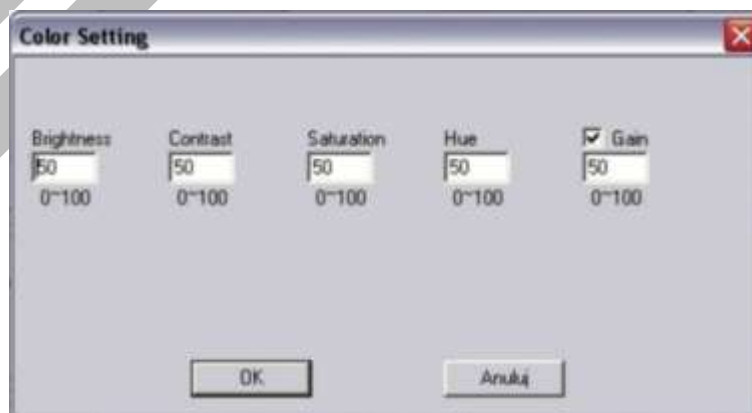 Color Setting
Brightness Contrast Saturation Hue Gain
50 50 50 50 50
0~100 0~100 0~100 0~100 0~100
OK Anuluj